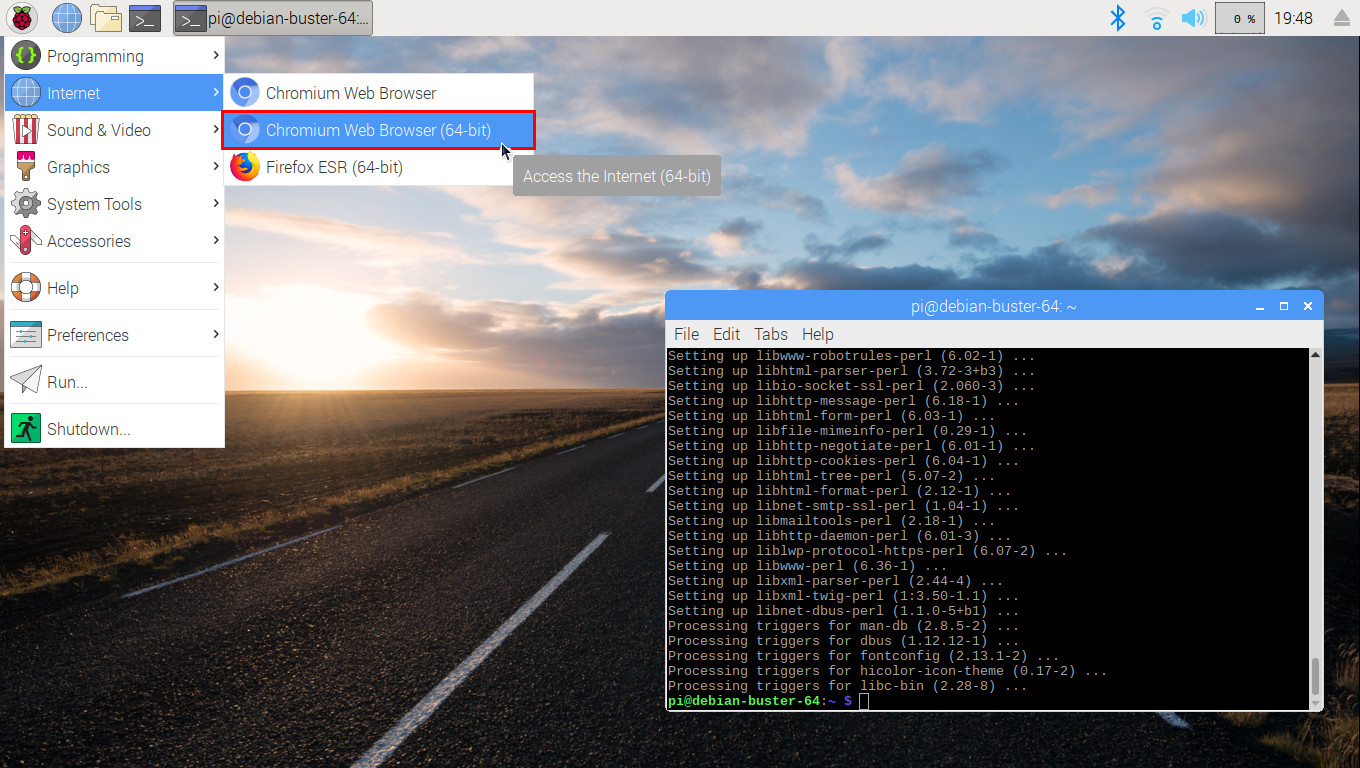 pi@debian-buster-64:...
0 %
19:48
Programming
Internet
Sound & Video
Graphics
System Tools
Accessories
Help
Preferences
Run...
Shutdown...
Chromium Web Browser
Chromium Web Browser (64-bit)
Firefox ESR (64-bit)
Access the Internet (64-bit)
pi@debian-buster-64: ~
File Edit Tabs Help
Setting up libwww-robotrules-perl (6.02-1) ...
Setting up libhtml-parser-perl (3.72-3+b3) ...
Setting up libio-socket-ssl-perl (2.060-3) ...
Setting up libhttp-message-perl (6.18-1) ...
Setting up libhtml-form-perl (6.03-1) ...
Setting up libfile-mimeinfo-perl (0.29-1) ...
Setting up libhttp-negotiate-perl (6.01-1) ...
Setting up libhttp-cookies-perl (6.04-1) ...
Setting up libhtml-tree-perl (5.07-2) ...
Setting up libhtml-format-perl (2.12-1) ...
Setting up libnet-smtp-ssl-perl (1.04-1) ...
Setting up libmailtools-perl (2.18-1) ...
Setting up libhttp-daemon-perl (6.01-3) ...
Setting up liblwp-protocol-https-perl (6.07-2) ...
Setting up libwww-perl (6.36-1) ...
Setting up libxml-parser-perl (2.44-4) ...
Setting up libxml-twig-perl (1:3.50-1.1) ...
Setting up libnet-dbus-perl (1.1.0-5+b1) ...
Processing triggers for man-db (2.8.5-2) ...
Processing triggers for dbus (1.12.12-1) ...
Processing triggers for fontconfig (2.13.1-2) ...
Processing triggers for hicolor-icon-theme (0.17-2) ...
Processing triggers for libc-bin (2.28-8) ...
pi@debian-buster-64:~ $